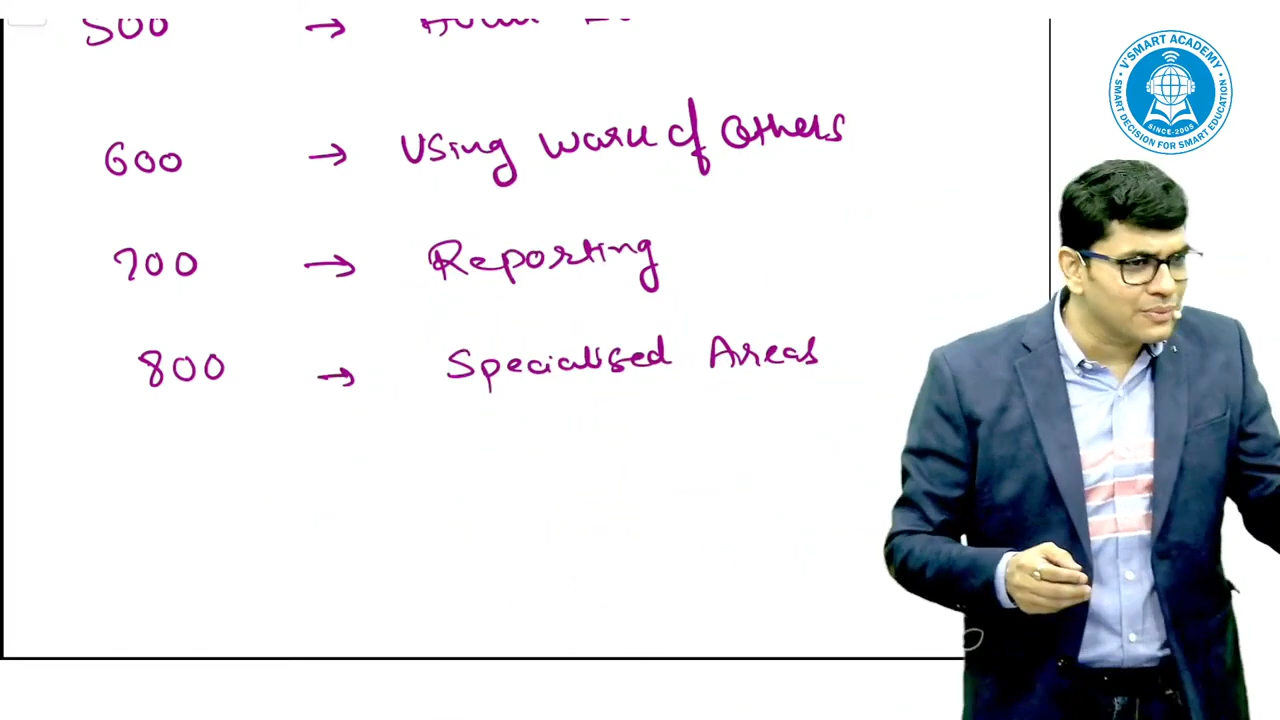 500 →
600 → Using work of Others
700 → Reporting
800 → Specialised Areas
V'SMART ACADEMY
SMART DECISION FOR SMART EDUCATION
SINCE-2005